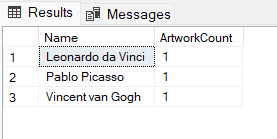 Results Messages
Name ArtworkCount
1 Leonardo da Vinci 1
2 Pablo Picasso 1
3 Vincent van Gogh 1